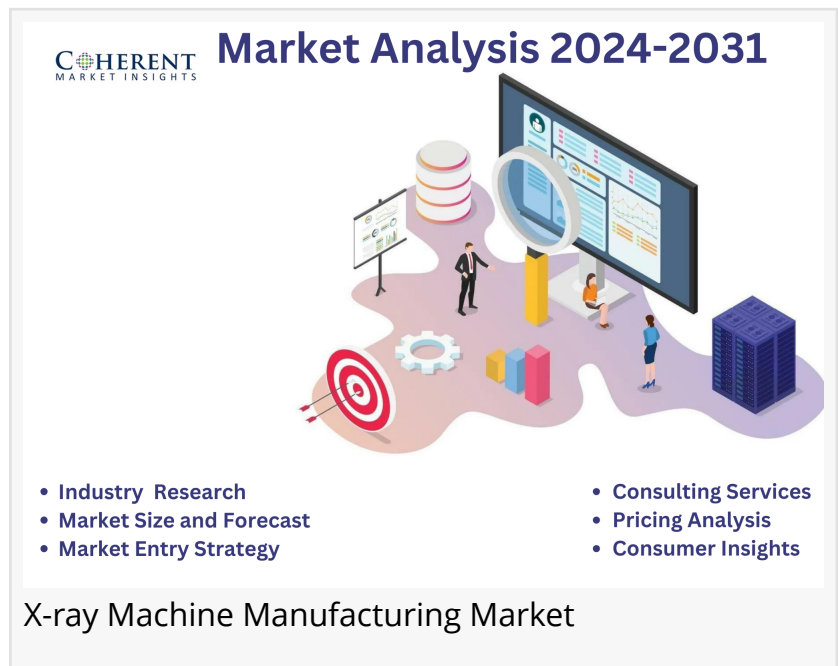 COHERENT
MARKET INSIGHTS
Market Analysis 2024-2031
• Industry Research
• Market Size and Forecast
• Market Entry Strategy
• Consulting Services
• Pricing Analysis
• Consumer Insights
X-ray Machine Manufacturing Market